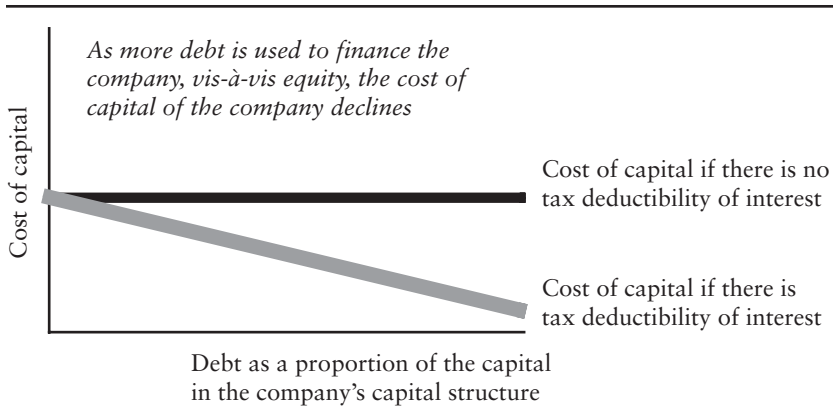 As more debt is used to finance the
company, vis-à-vis equity, the cost of
capital of the company declines
Cost of capital
Cost of capital if there is no
tax deductibility of interest
Cost of capital if there is
tax deductibility of interest
Debt as a proportion of the capital
in the company's capital structure